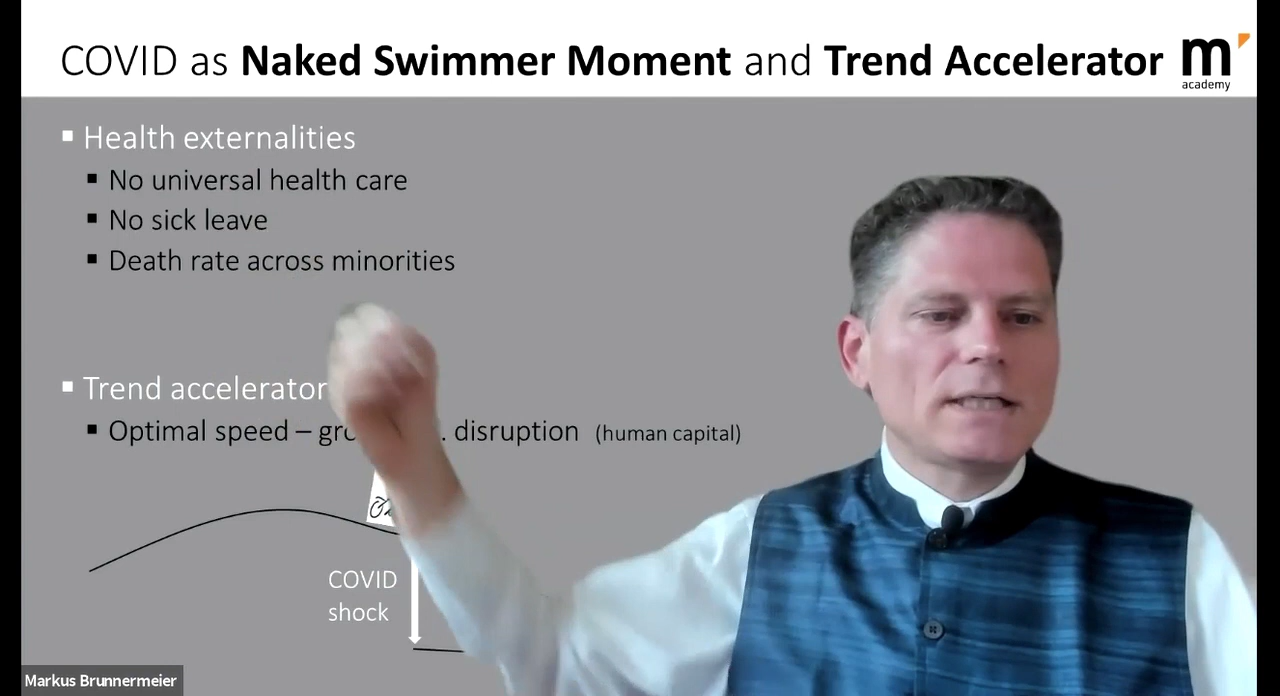 COVID as Naked Swimmer Moment and Trend Accelerator
m academy
Health externalities
No universal health care
No sick leave
Death rate across minorities
Trend accelerator
Optimal speed – . disruption (human capital)
COVID
shock
Markus Brunnermeier